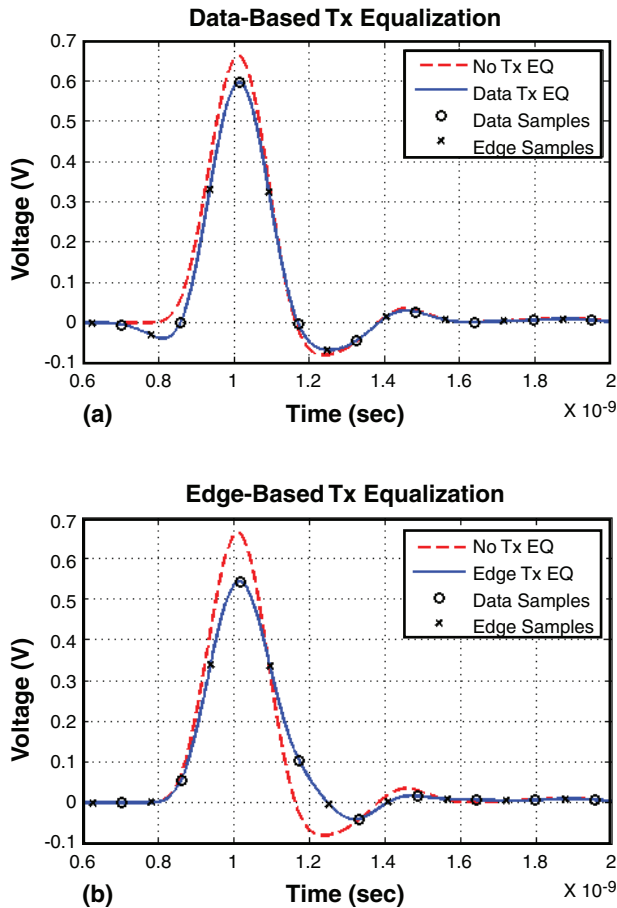 Data-Based Tx Equalization
0.7
0.6
0.5
0.4
0.3
0.2
0.1
0
-0.1
Voltage (V)
No Tx EQ
Data Tx EQ
Data Samples
Edge Samples
0.6 0.8 1 1.2 1.4 1.6 1.8 2
(a) Time (sec) X 10-9
Edge-Based Tx Equalization
0.7
0.6
0.5
0.4
0.3
0.2
0.1
0
-0.1
Voltage (V)
No Tx EQ
Edge Tx EQ
Data Samples
Edge Samples
0.6 0.8 1 1.2 1.4 1.6 1.8 2
(b) Time (sec) X 10-9